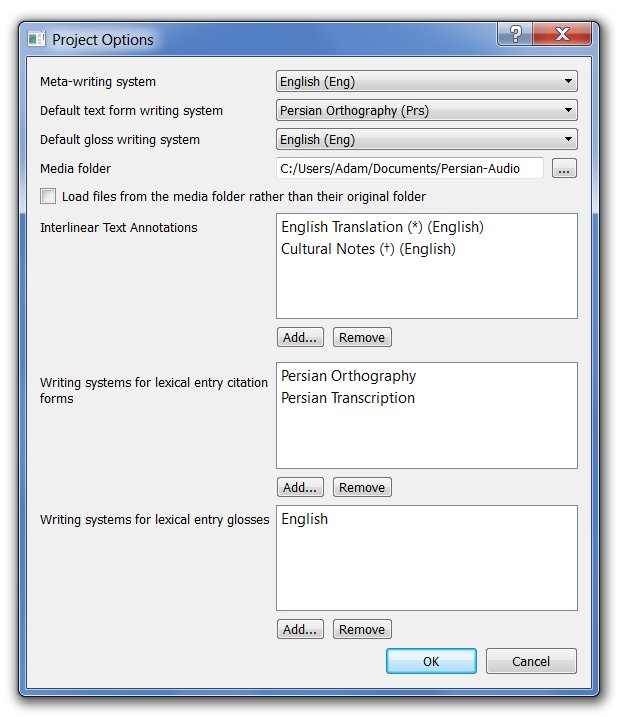 Project Options
?
X
Meta-writing system
English (Eng)
Default text form writing system
Persian Orthography (Prs)
Default gloss writing system
English (Eng)
Media folder
C:/Users/Adam/Documents/Persian-Audio
...
Load files from the media folder rather than their original folder
Interlinear Text Annotations
English Translation (*) (English)
Cultural Notes (†) (English)
Add...
Remove
Writing systems for lexical entry citation
forms
Persian Orthography
Persian Transcription
Add...
Remove
Writing systems for lexical entry glosses
English
Add...
Remove
OK
Cancel